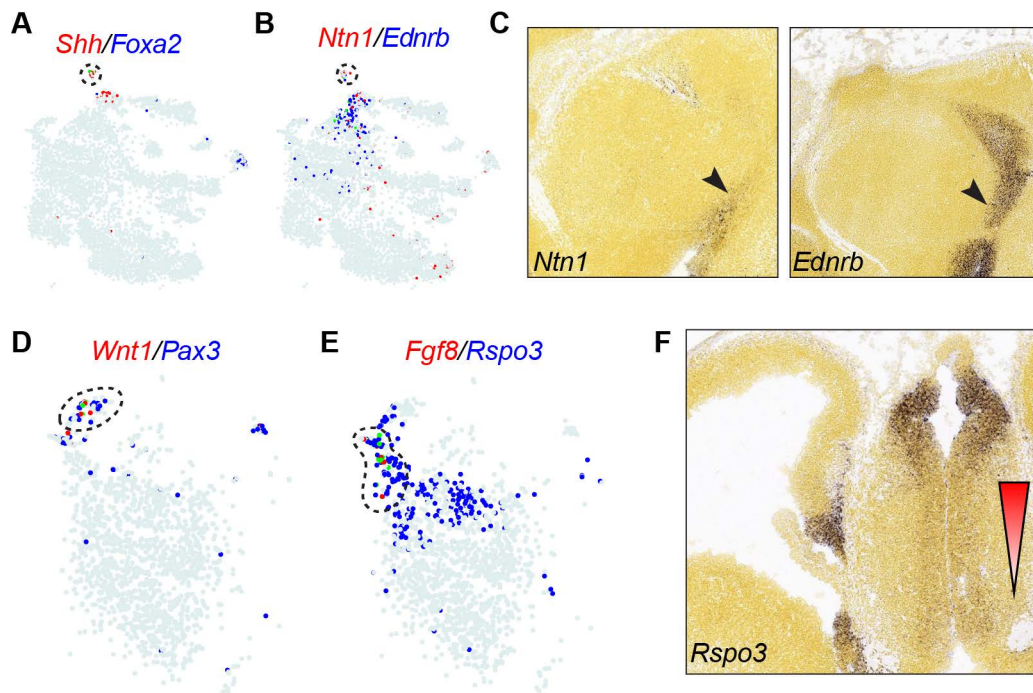 A
Shh/Foxa2
B
Ntn1/Ednrb
C
Ntn1
Ednrb
D
Wnt1/Pax3
E
Fgf8/Rspo3
F
Rspo3